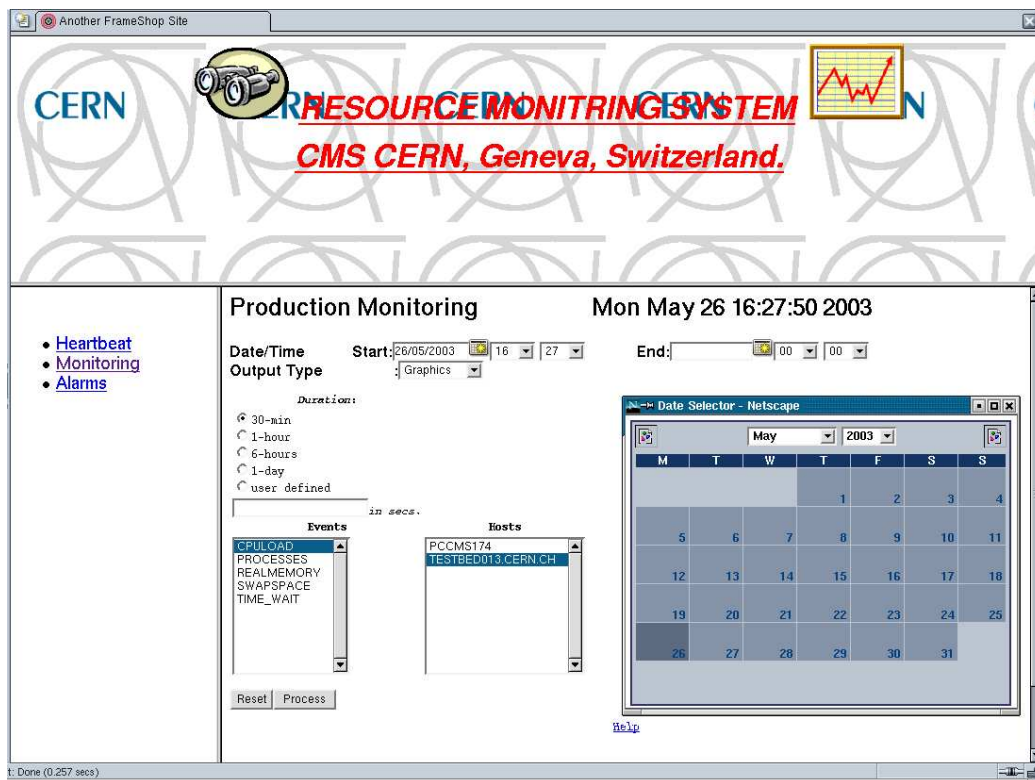 Another FrameShop Site
CERN CERN CERN CERN N
RESOURCE MONITRING SYSTEM
CMS CERN, Geneva, Switzerland.
Heartbeat
Monitoring
Alarms
Production Monitoring Mon May 26 16:27:50 2003
Date/Time Start: 26/05/2003 16 27 End: 00 00
Output Type : Graphics
Duration:
30-min
1-hour
6-hours
1-day
user defined
in secs.
Events Hosts
CPULOAD PCCMS174
PROCESSES TESTBED013.CERN.CH
REALMEMORY
SWAPSPACE
TIME_WAIT
Reset Process
Date Selector - Netscape
May 2003
M T W T F S S
1 2 3 4
5 6 7 8 9 10 11
12 13 14 15 16 17 18
19 20 21 22 23 24 25
26 27 28 29 30 31
Help
t: Done (0.257 secs)